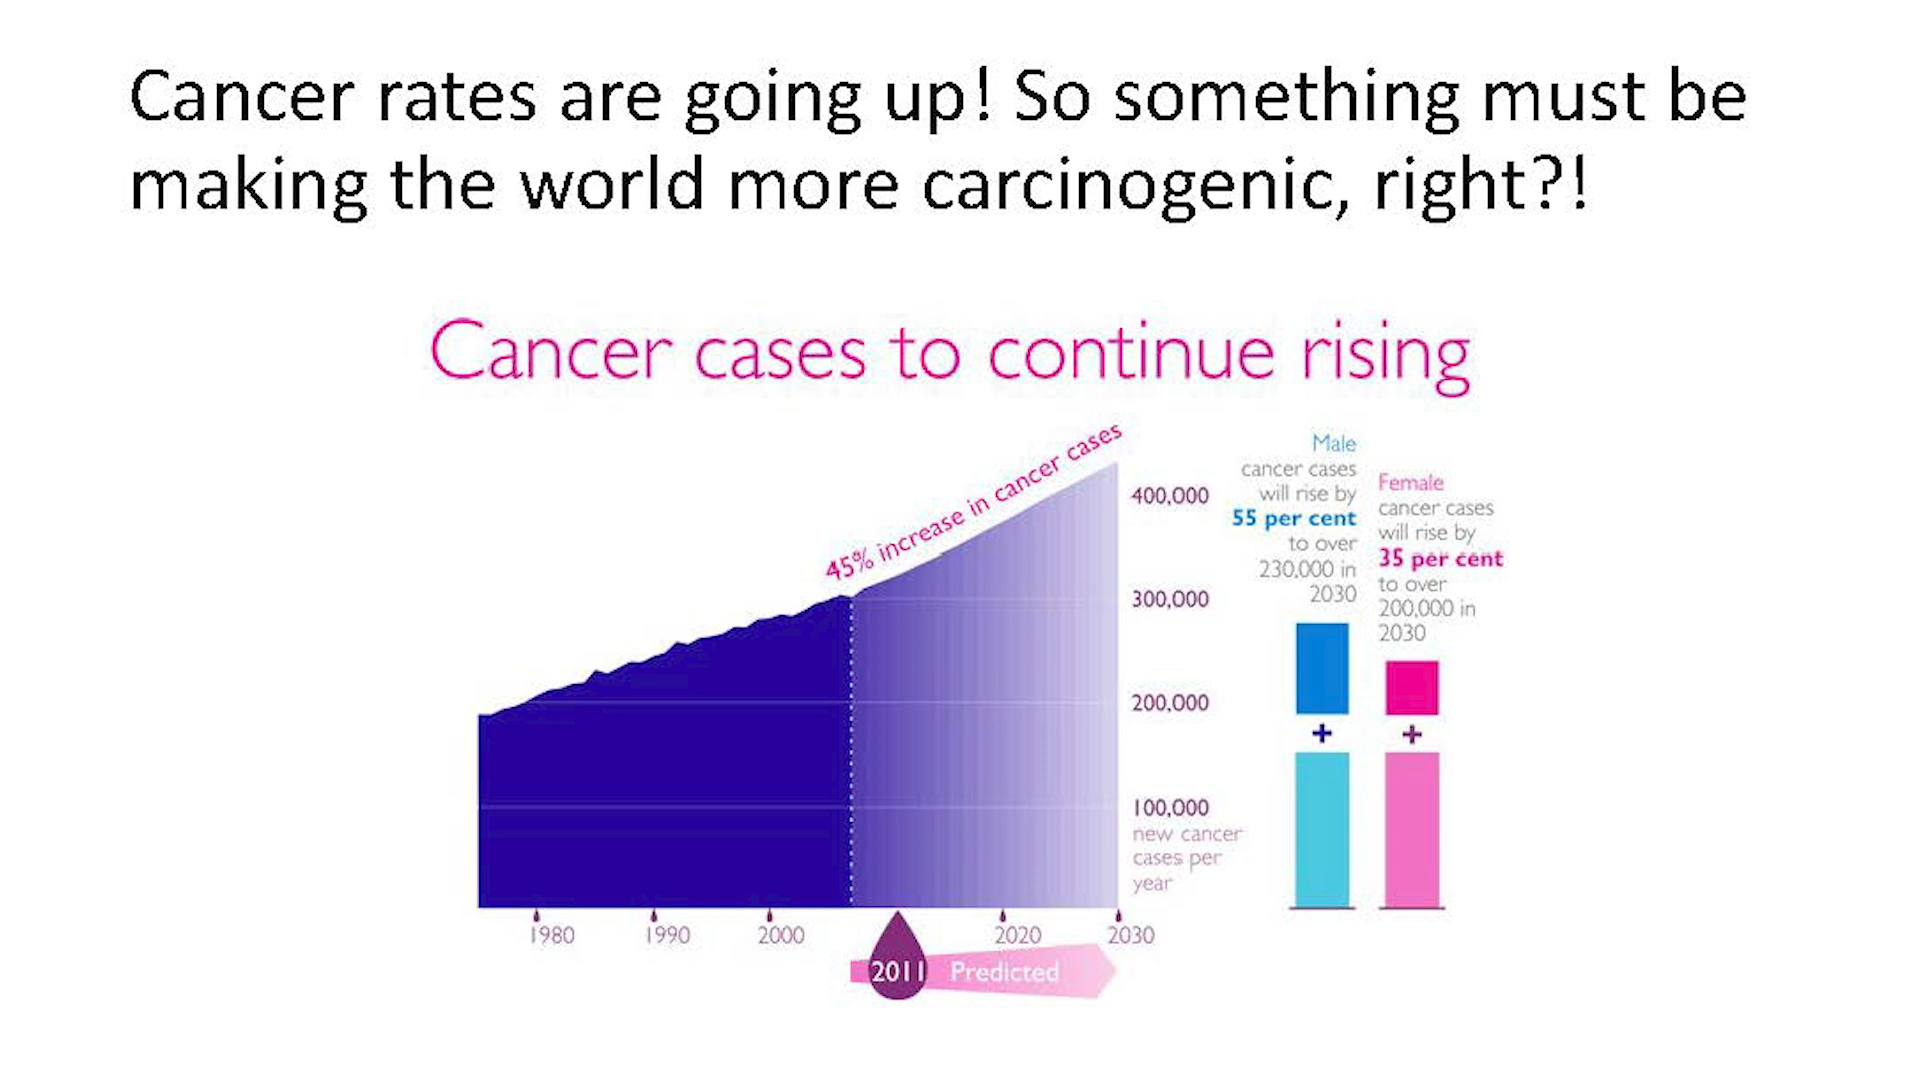 Cancer rates are going up! So something must be
making the world more carcinogenic, right?!
Cancer cases to continue rising
45% increase in cancer cases
400,000
300,000
200,000
100,000
new cancer
cases per
year
1980
1990
2000
2020
2030
2011
Predicted
Male
cancer cases
will rise by
55 per cent
to over
230,000 in
2030
+
Female
cancer cases
will rise by
35 per cent
to over
200,000 in
2030
+